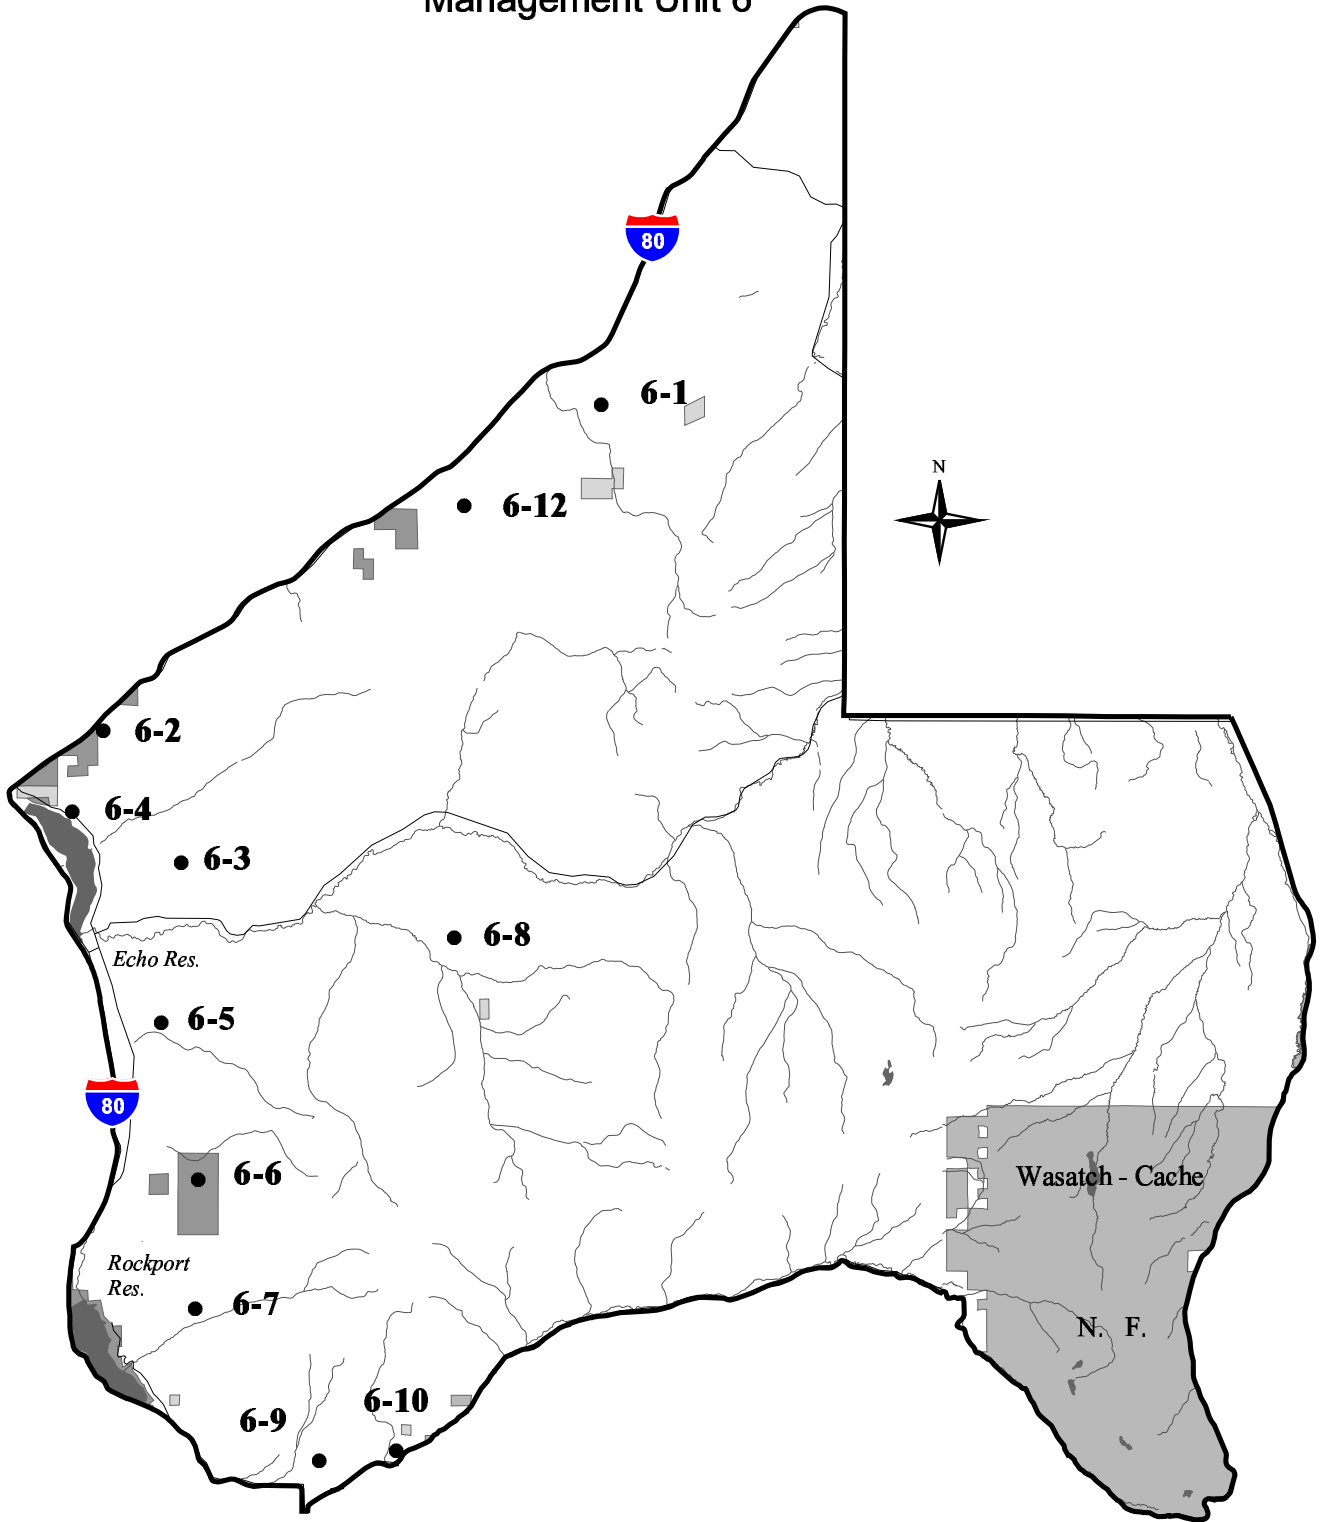 Management Unit 6
80
6-1
N
6-12
6-2
6-4
6-3
6-8
Echo Res.
6-5
80
6-6
Wasatch - Cache
Rockport
Res.
6-7
N. F.
6-10
6-9